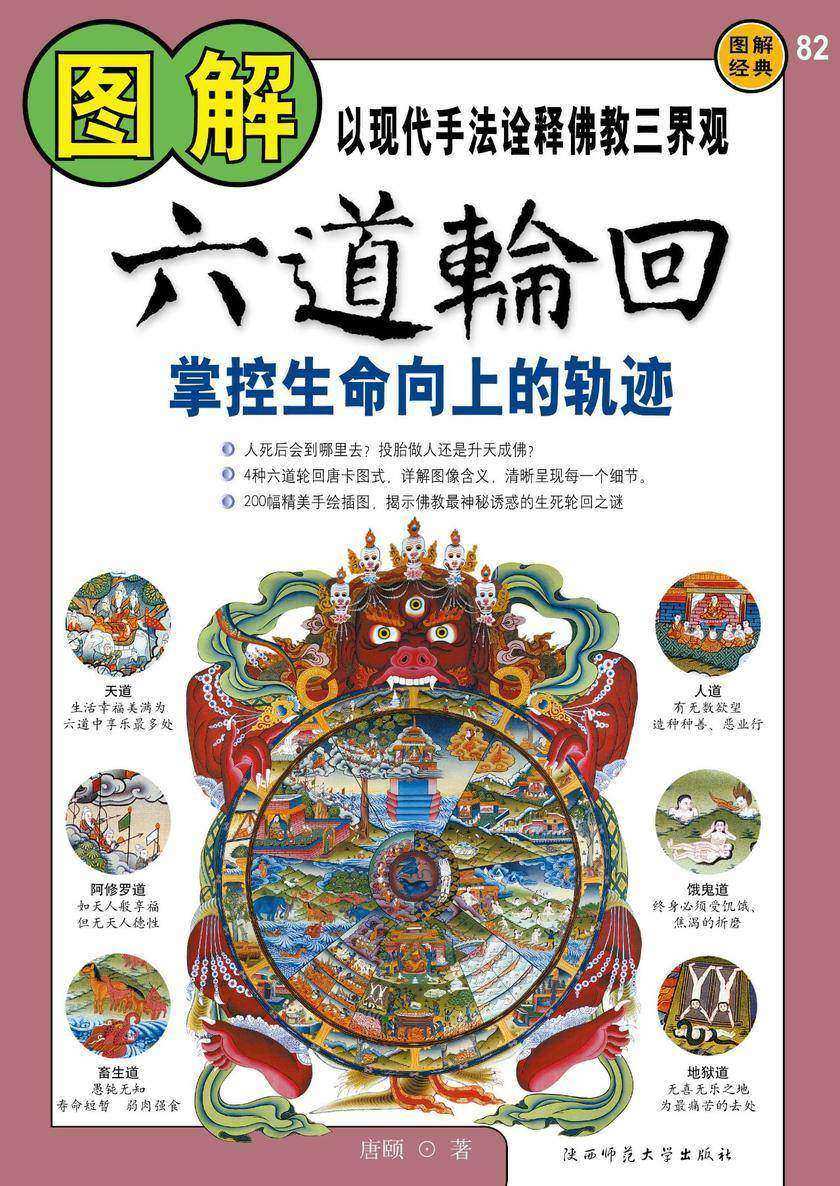 图解
图解
经典
82
以现代手法诠释佛教三界观
六道輪回
掌控生命向上的轨迹
人死后会到哪里去？投胎做人还是升天成佛？
4种六道轮回唐卡图式，详解图像含义，清晰呈现每一个细节。
200幅精美手绘插图，揭示佛教最神秘诱惑的生死轮回之谜
天道
生活幸福美满为
六道中享乐最多处
人道
有无数欲望
造种种善、恶业行
阿修罗道
如天人般享福
但无天人德性
饿鬼道
终身必须受饥饿、
焦渴的折磨
畜生道
愚钝无知
寿命短暂 弱肉强食
地狱道
无喜无乐之地
为最痛苦的去处
唐颐 ⊙ 著
陕西师范大学出版社